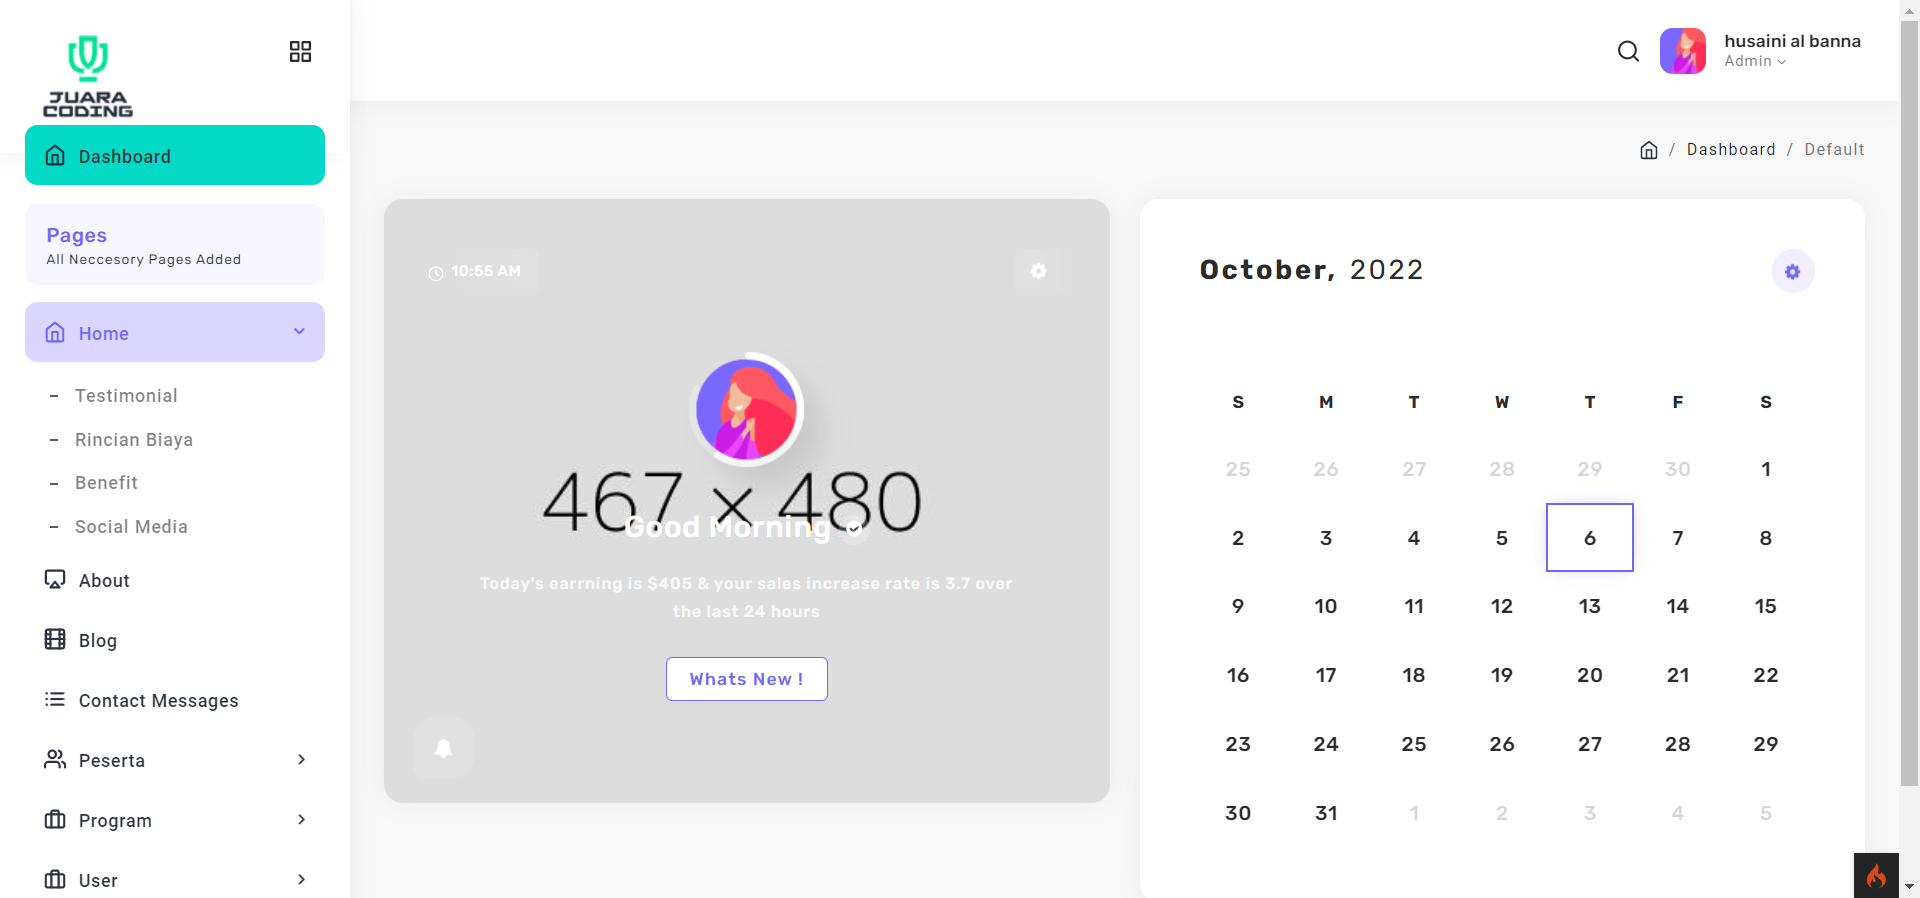 JUARA
CODING
husaini al banna
Admin
Dashboard
/ Dashboard / Default
Pages
All Neccesory Pages Added
Home
Testimonial
Rincian Biaya
Benefit
Social Media
About
Blog
Contact Messages
Peserta
Program
User
10:55 AM
467 × 480
Good Morning
Today's earrning is $405 & your sales increase rate is 3.7 over
the last 24 hours
Whats New !
October, 2022
S M T W T F S
25 26 27 28 29 30 1
2 3 4 5 6 7 8
9 10 11 12 13 14 15
16 17 18 19 20 21 22
23 24 25 26 27 28 29
30 31 1 2 3 4 5